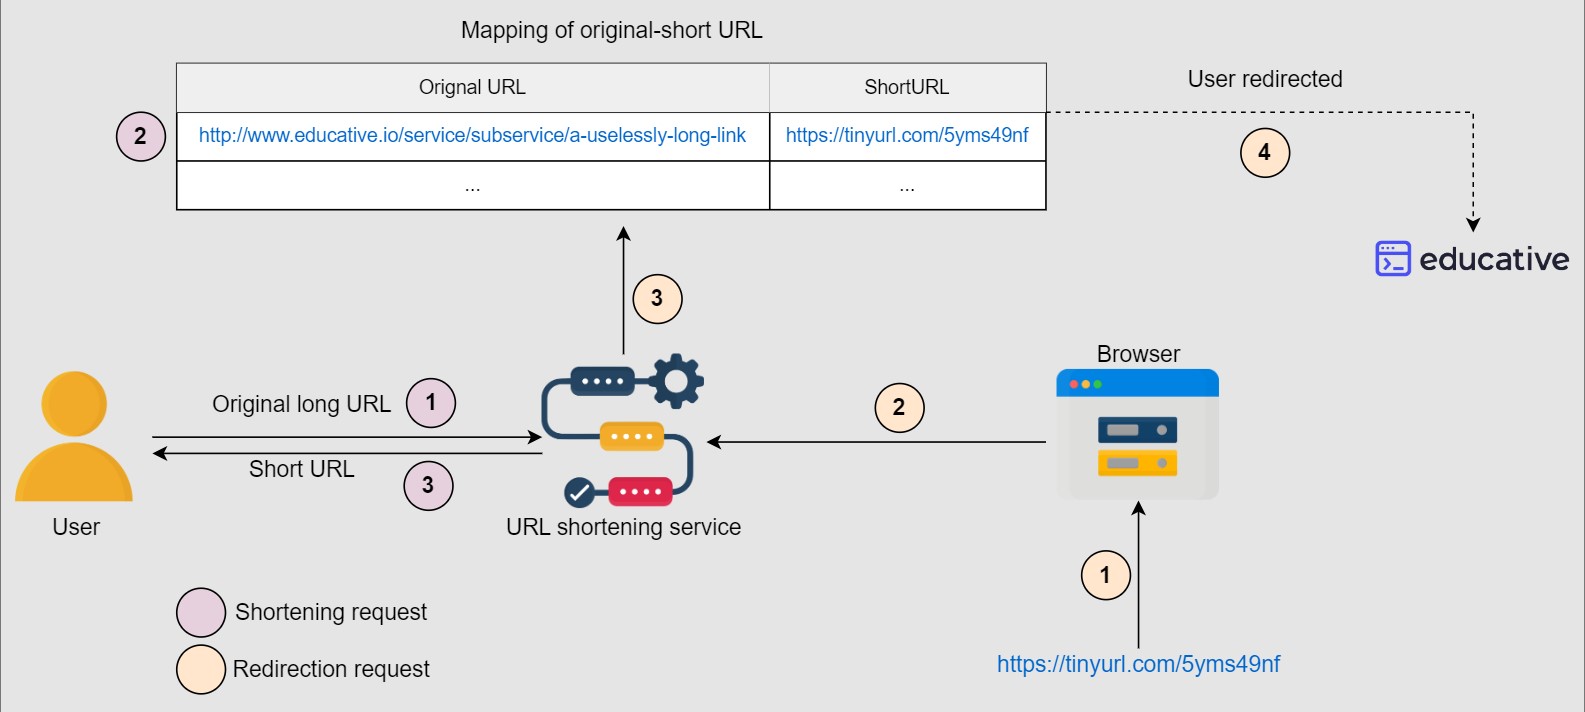 Mapping of original-short URL
Orignal URL
ShortURL
User redirected
2
http://www.educative.io/service/subservice/a-uselessly-long-link
https://tinyurl.com/5yms49nf
4
...
...
educative
3
Browser
Original long URL
1
2
Short URL
3
User
URL shortening service
1
Shortening request
Redirection request
https://tinyurl.com/5yms49nf